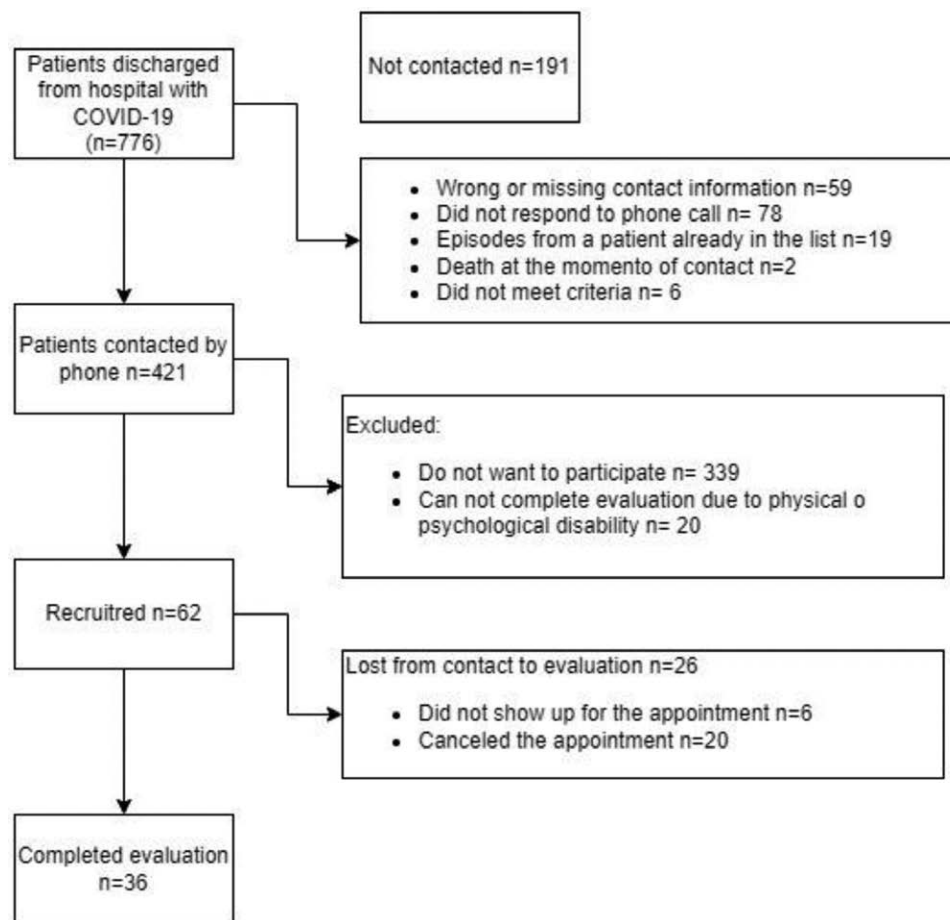 Patients discharged
from hospital with
COVID-19
(n=776)
Not contacted n=191
• Wrong or missing contact information n=59
• Did not respond to phone call n= 78
• Episodes from a patient already in the list n=19
• Death at the momento of contact n=2
• Did not meet criteria n= 6
Patients contacted by
phone n=421
Excluded:
• Do not want to participate n= 339
• Can not complete evaluation due to physical o
psychological disability n= 20
Recruitred n=62
Lost from contact to evaluation n=26
• Did not show up for the appointment n=6
• Canceled the appointment n=20
Completed evaluation
n=36